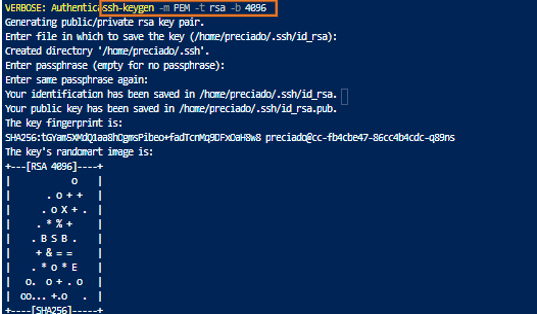 VERBOSE: Authenticassh-keygen -m PEM -t rsa -b 4096
Generating public/private rsa key pair.
Enter file in which to save the key (/home/preciado/.ssh/id_rsa):
Created directory '/home/preciado/.ssh'.
Enter passphrase (empty for no passphrase):
Enter same passphrase again:
Your identification has been saved in /home/preciado/.ssh/id_rsa.
Your public key has been saved in /home/preciado/.ssh/id_rsa.pub.
The key fingerprint is:
SHA256:tGYam5XMdQ1aa8hOgmsPibeo+fadTcnMq9DFxOaH8w8 preciado@cc-fb4cbe47-86cc4b4cdc-q89ns
The key's randomart image is:
+---[RSA 4096]----+
|            o    |
|       . o + +   |
|      . o X + .  |
|     . * % +     |
|    . B S B .    |
|     + & = =     |
|    . * o * E    |
|   o.  o + . o   |
|  oo... +.o   .  |
+----[SHA256]-----+